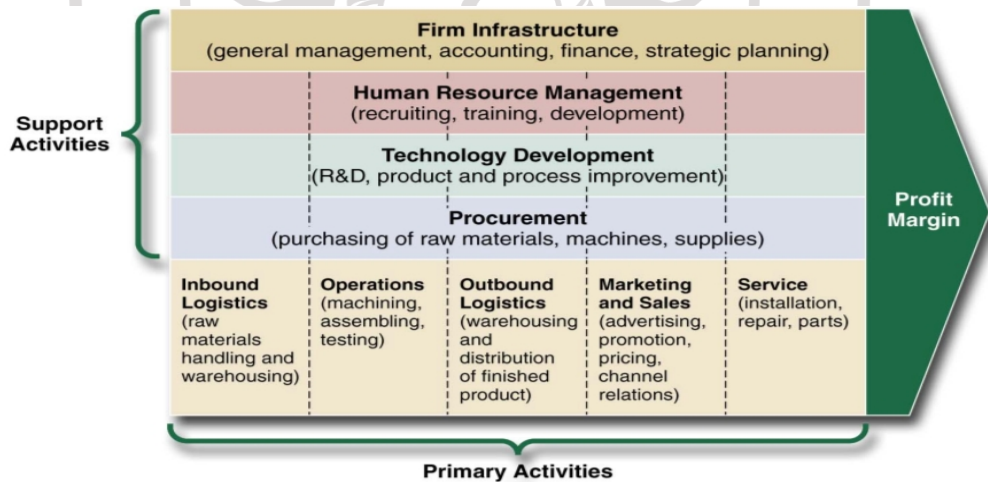 Firm Infrastructure
(general management, accounting, finance, strategic planning)
Human Resource Management
(recruiting, training, development)
Support
Activities
Technology Development
(R&D, product and process improvement)
Procurement
(purchasing of raw materials, machines, supplies)
Profit
Margin
Inbound
Logistics
(raw
materials
handling and
warehousing)
Operations
(machining,
assembling,
testing)
Outbound
Logistics
(warehousing
and
distribution
of finished
product)
Marketing
and Sales
(advertising,
promotion,
pricing,
channel
relations)
Service
(installation,
repair, parts)
Primary Activities